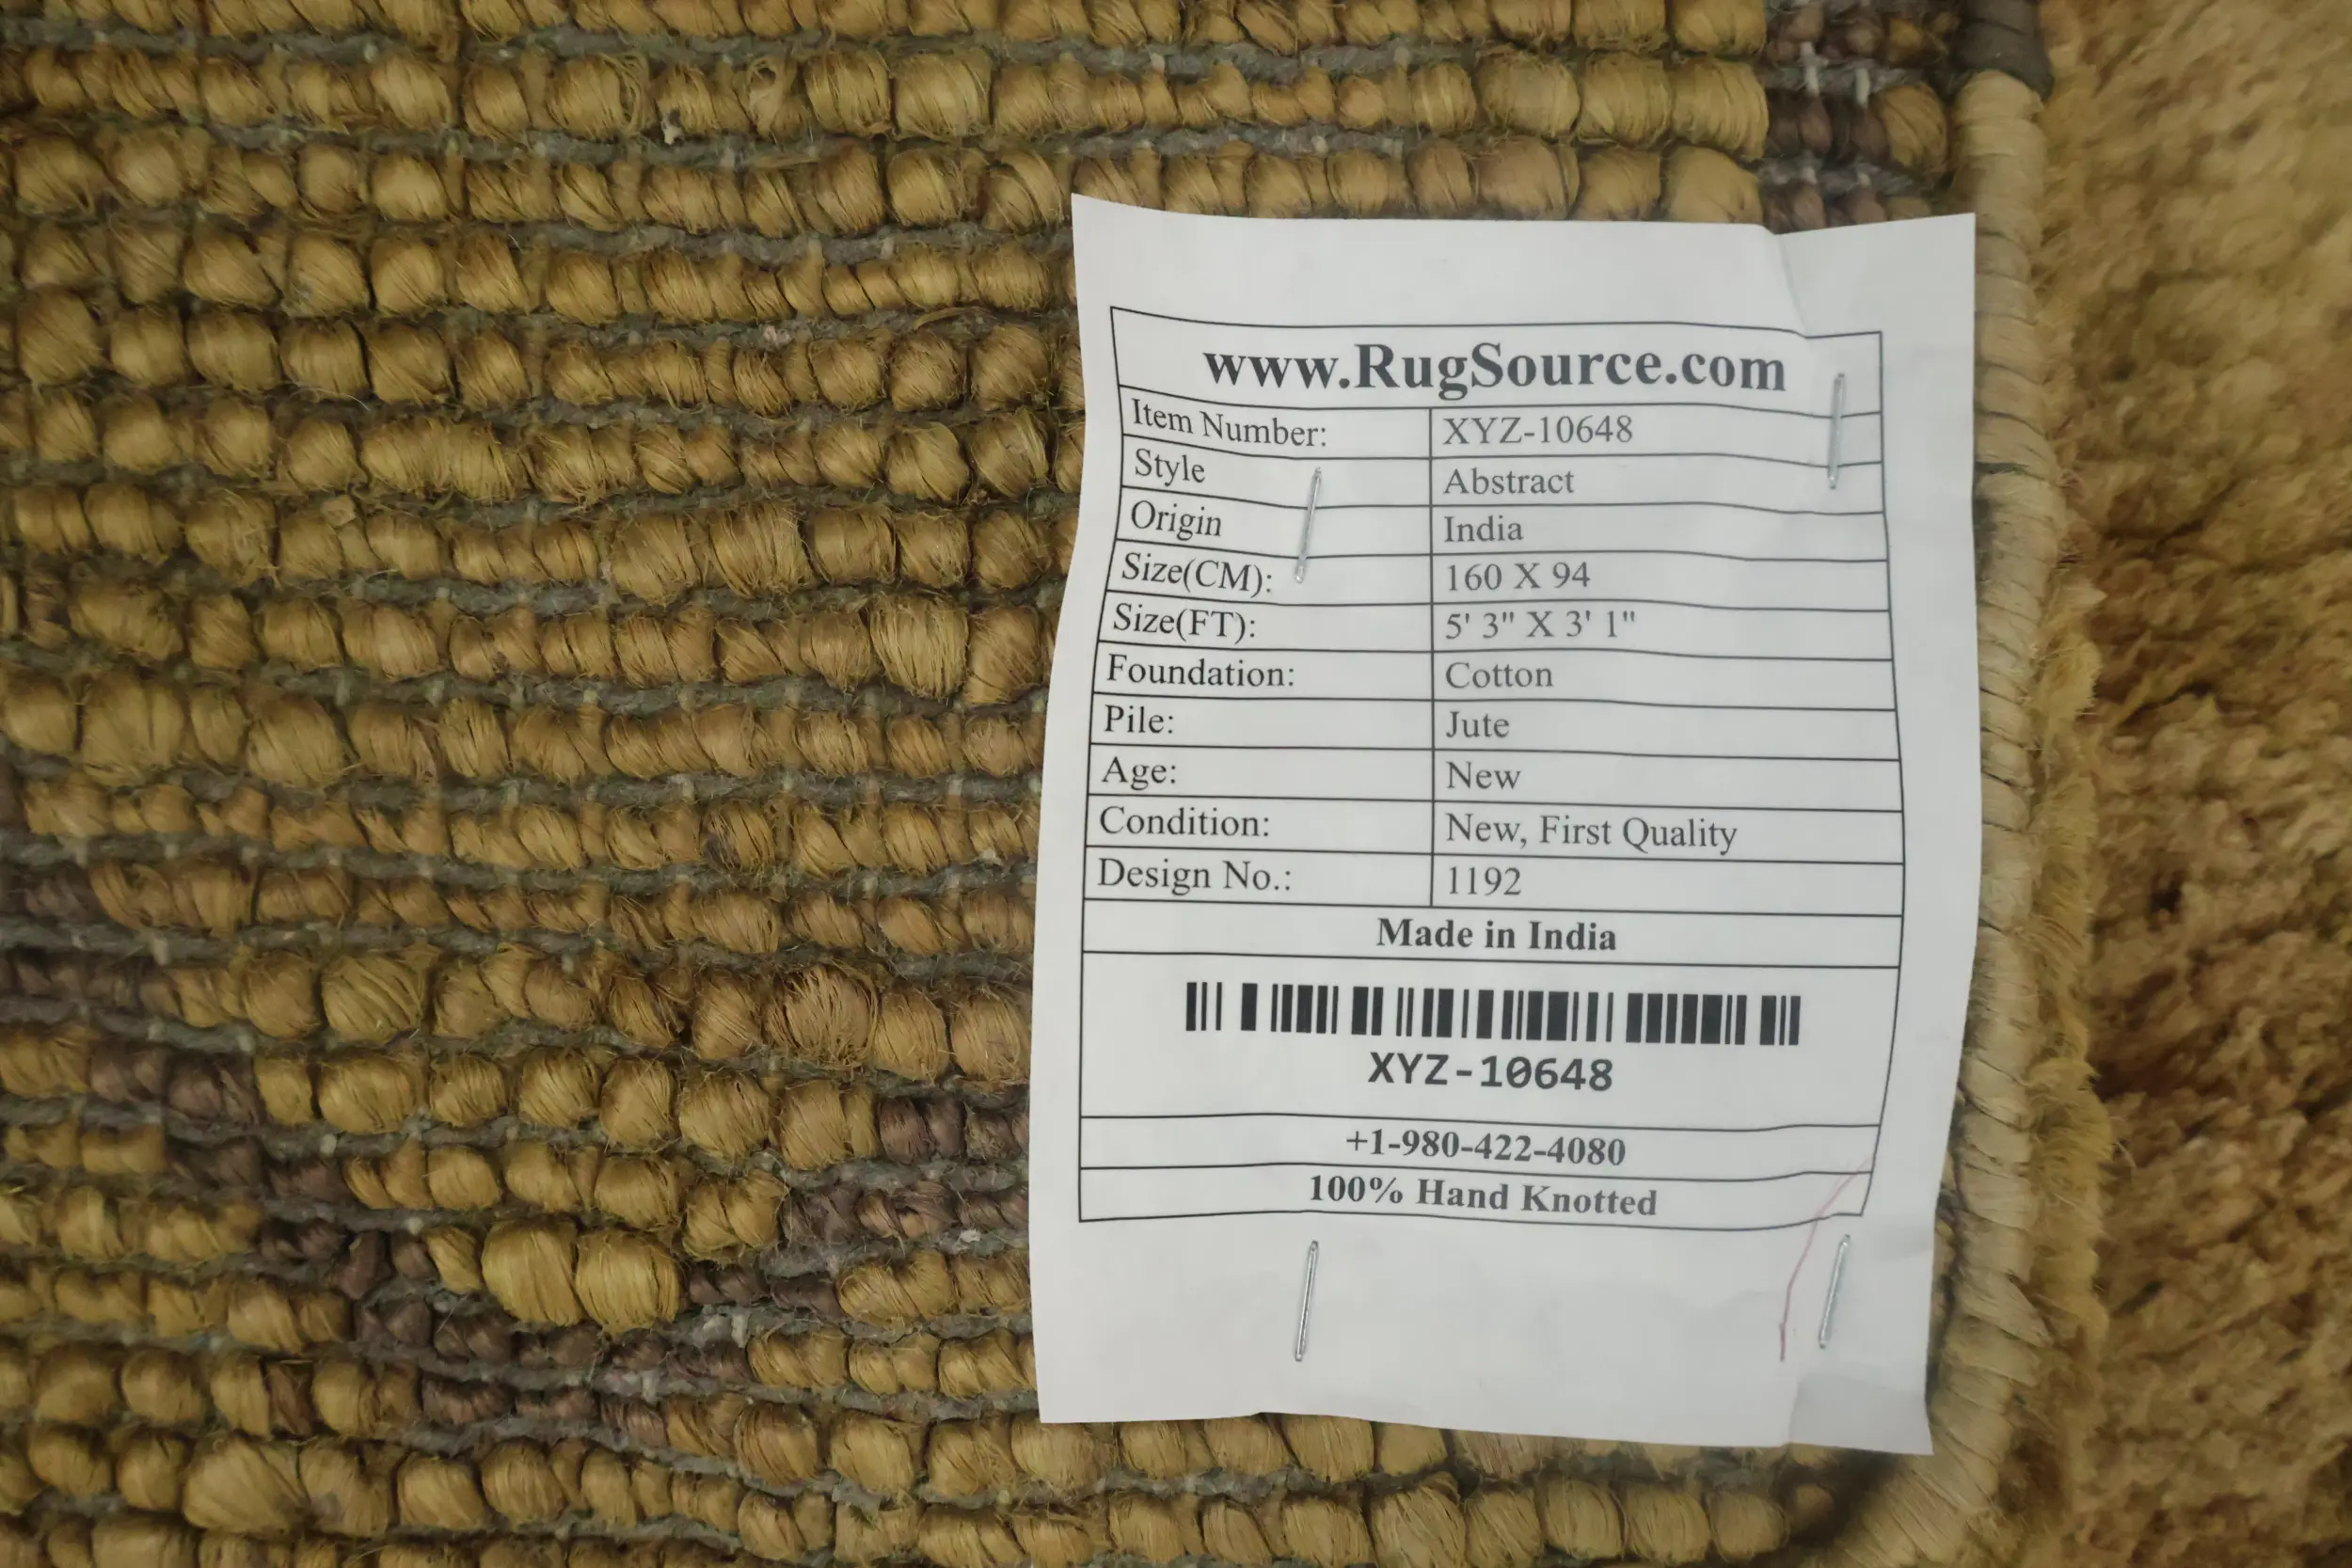 www.RugSource.com
Item Number: XYZ-10648
Style Abstract
Origin India
Size(CM): 160 X 94
Size(FT): 5' 3" X 3' 1"
Foundation: Cotton
Pile: Jute
Age: New
Condition: New, First Quality
Design No.: 1192
Made in India
XYZ-10648
+1-980-422-4080
100% Hand Knotted